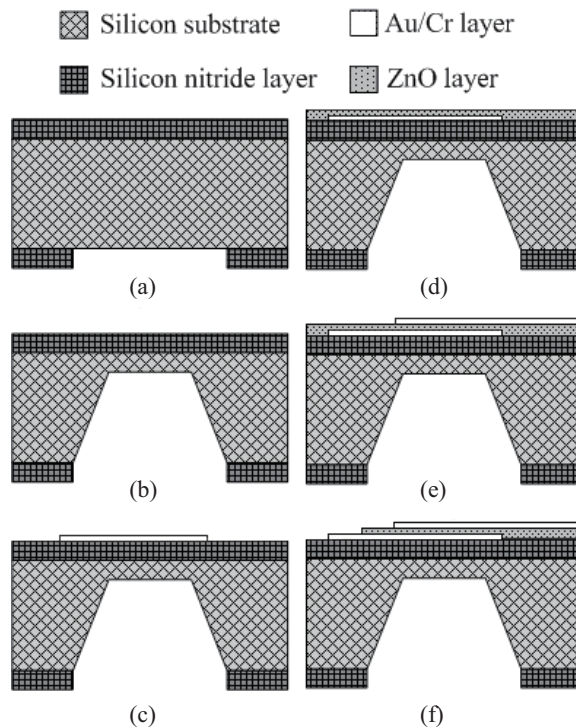 Silicon substrate
Au/Cr layer
Silicon nitride layer
ZnO layer
(a)
(d)
(b)
(e)
(c)
(f)